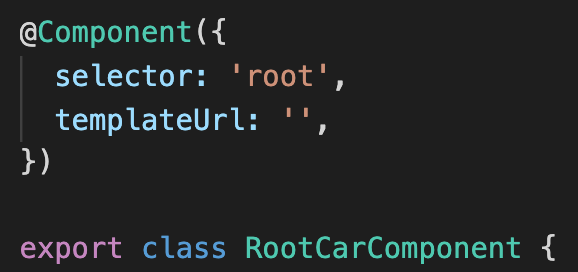 @Component({
  selector: 'root',
  templateUrl: '',
})
export class RootCarComponent {